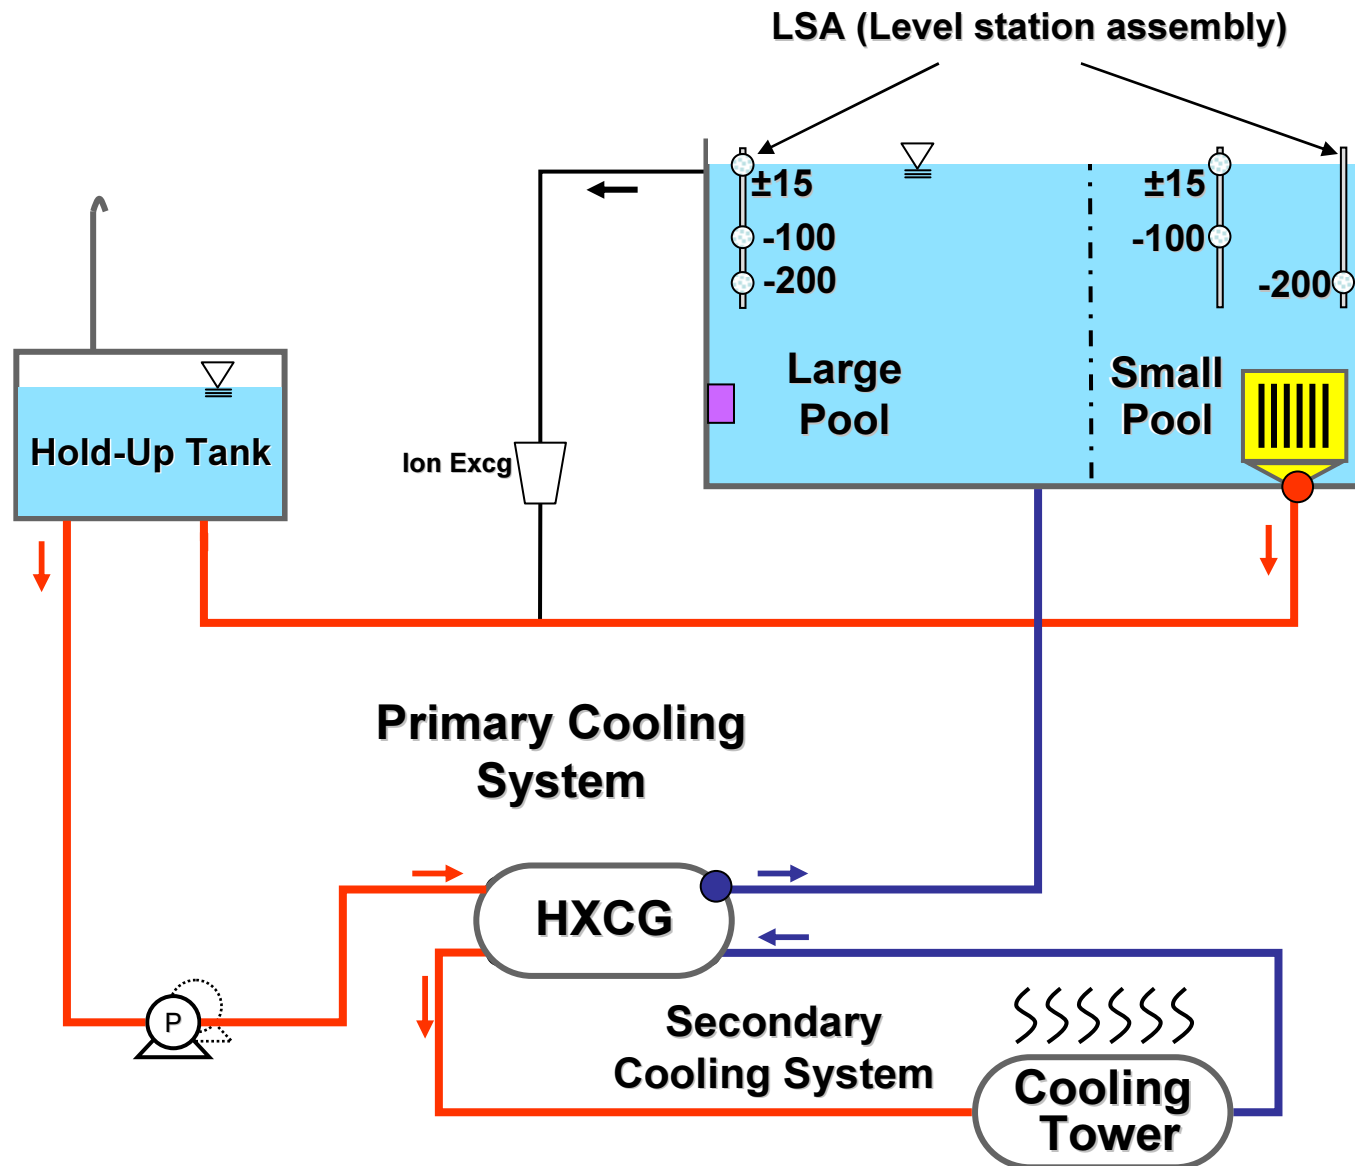 LSA (Level station assembly)
±15
-100
-200
±15
-100
-200
Large
Pool
Small
Pool
Hold-Up Tank
Ion Excg
Primary Cooling
System
HXCG
P
Secondary
Cooling System
Cooling
Tower